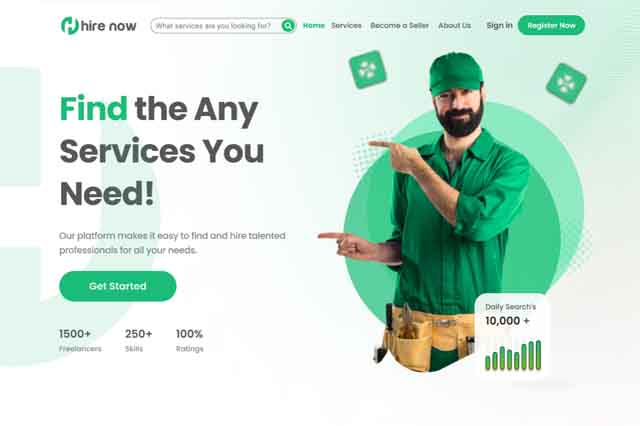 hire now
What services are you looking for?
Home
Services
Become a Seller
About Us
Sign in
Register Now
Find the Any
Services You
Need!
Our platform makes it easy to find and hire talented
professionals for all your needs.
Get Started
1500+
Freelancers
250+
Skills
100%
Ratings
Daily Search's
10,000 +